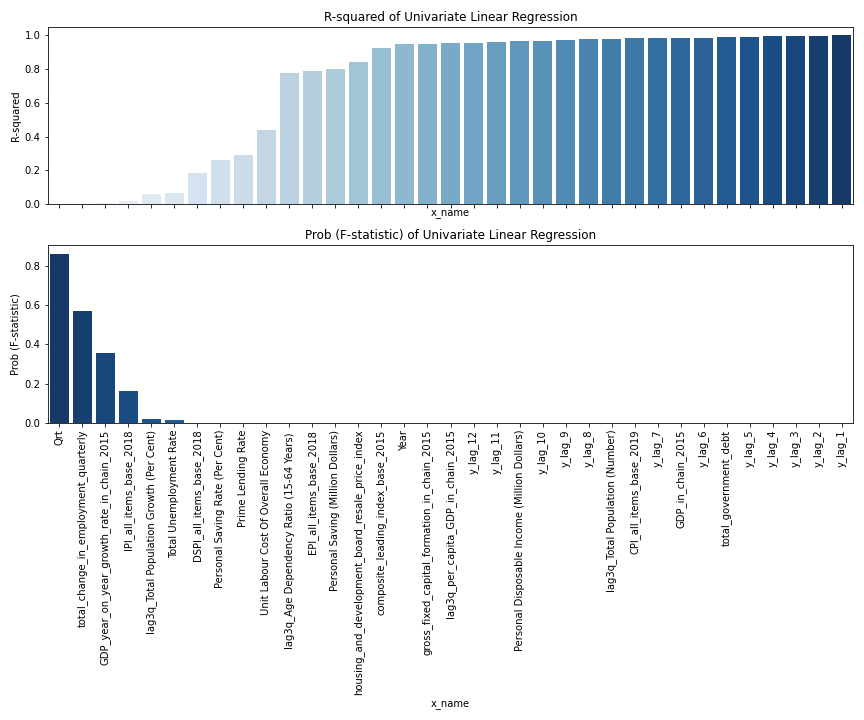 R-squared of Univariate Linear Regression
1.0
0.8
0.6
0.4
0.2
0.0
R-squared
x_name
Prob (F-statistic) of Univariate Linear Regression
0.8
0.6
0.4
0.2
0.0
Prob (F-statistic)
Qrt
total_change_in_employment_quarterly
GDP_year_on_year_growth_rate_in_chain_2015
IPI_all_items_base_2018
lag3q_Total Population Growth (Per Cent)
Total Unemployment Rate
DSPI_all_items_base_2018
Personal Saving Rate (Per Cent)
Prime Lending Rate
Unit Labour Cost Of Overall Economy
lag3q_Age Dependency Ratio (15-64 Years)
EPI_all_items_base_2018
Personal Saving (Million Dollars)
housing_and_development_board_resale_price_index
composite_leading_index_base_2015
Year
gross_fixed_capital_formation_in_chain_2015
lag3q_per_capita_GDP_in_chain_2015
y_lag_12
y_lag_11
Personal Disposable Income (Million Dollars)
y_lag_10
y_lag_9
y_lag_8
lag3q_Total Population (Number)
CPI_all_items_base_2019
y_lag_7
GDP_in_chain_2015
y_lag_6
total_government_debt
y_lag_5
y_lag_4
y_lag_3
y_lag_2
y_lag_1
x_name